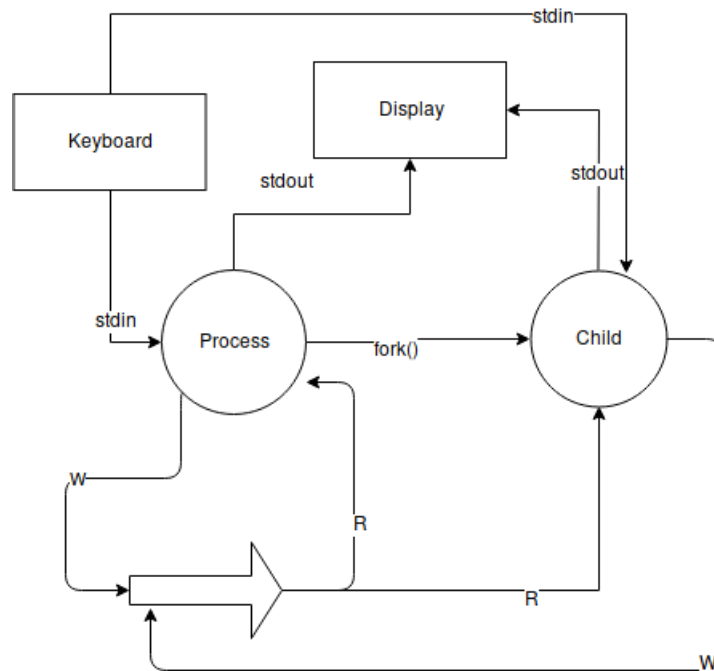 stdin
Display
Keyboard
stdout
stdout
stdin
Process
Child
fork()
W
R
R
W